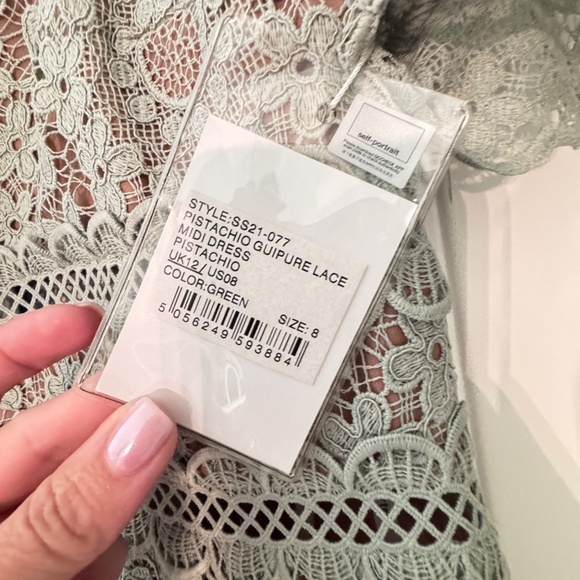 self-portrait
STYLE:SS21-077
PISTACHIO GUIPURE LACE
MIDI DRESS
PISTACHIO
UK12/US08
COLOR:GREEN
SIZE: 8
5 056249 593884